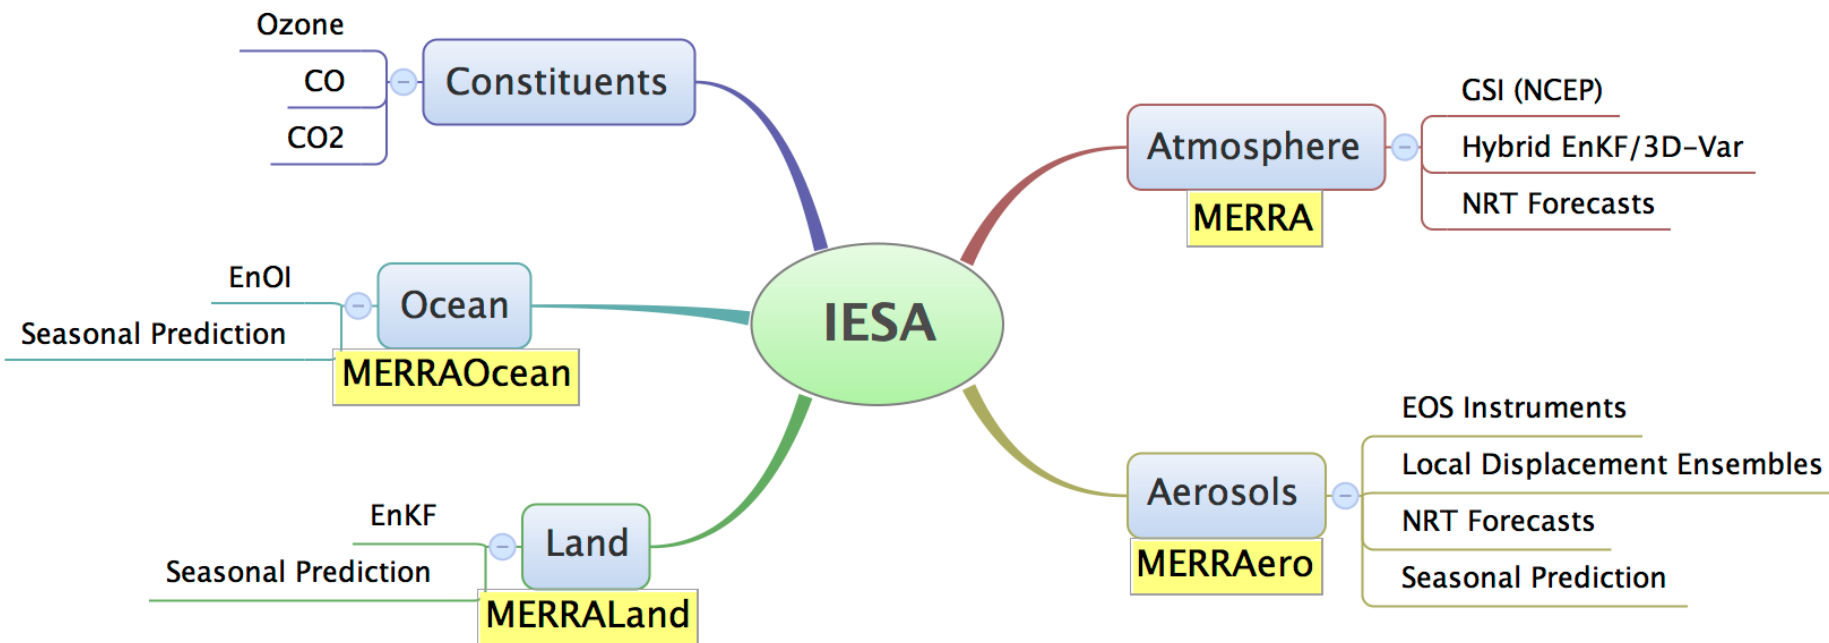 IESA
Constituents
Ozone
CO
CO2
Ocean
MERRAOcean
EnOI
Seasonal Prediction
Land
MERRALand
EnKF
Seasonal Prediction
Atmosphere
MERRA
GSI (NCEP)
Hybrid EnKF/3D-Var
NRT Forecasts
Aerosols
MERRAero
EOS Instruments
Local Displacement Ensembles
NRT Forecasts
Seasonal Prediction